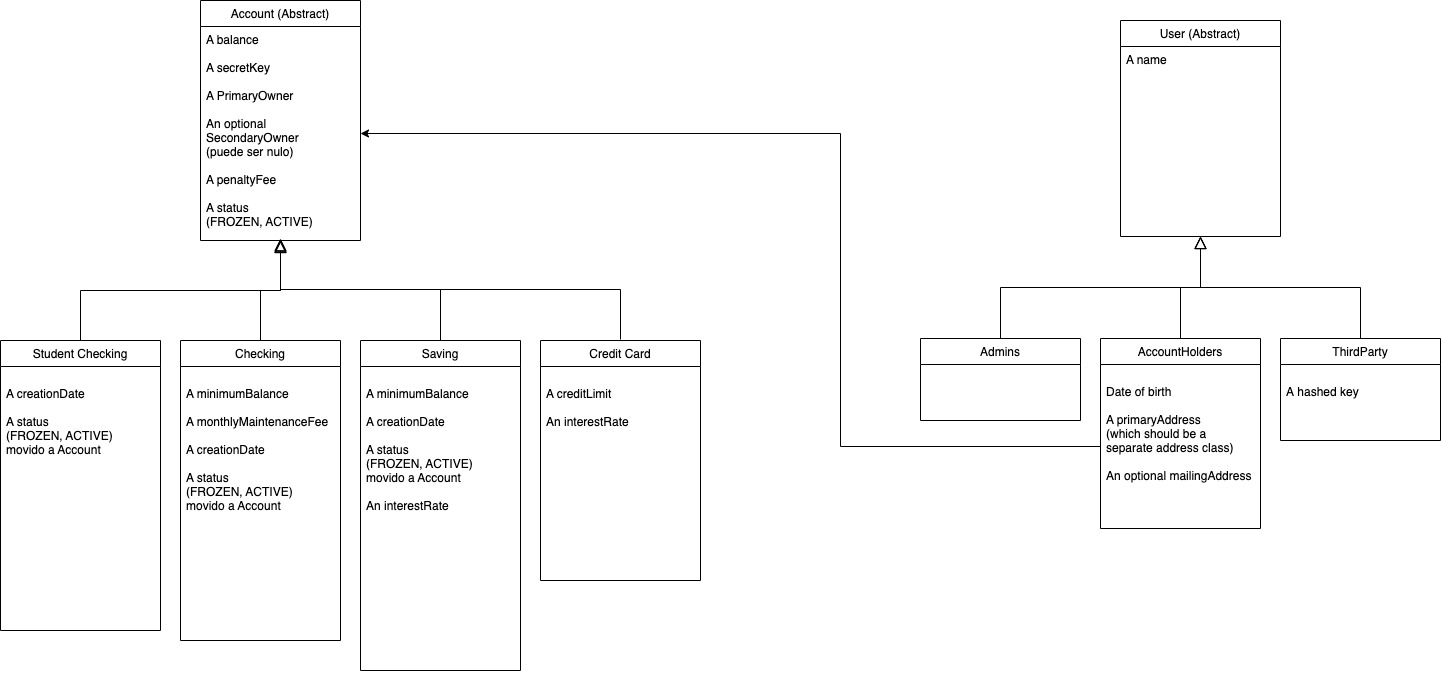 Account (Abstract)
A balance
A secretKey
A PrimaryOwner
An optional
SecondaryOwner
(puede ser nulo)
A penaltyFee
A status
(FROZEN, ACTIVE)
User (Abstract)
A name
Student Checking
A creationDate
A status
(FROZEN, ACTIVE)
movido a Account
Checking
A minimumBalance
A monthlyMaintenanceFee
A creationDate
A status
(FROZEN, ACTIVE)
movido a Account
Saving
A minimumBalance
A creationDate
A status
(FROZEN, ACTIVE)
movido a Account
An interestRate
Credit Card
A creditLimit
An interestRate
Admins
AccountHolders
Date of birth
A primaryAddress
(which should be a
separate address class)
An optional mailingAddress
ThirdParty
A hashed key